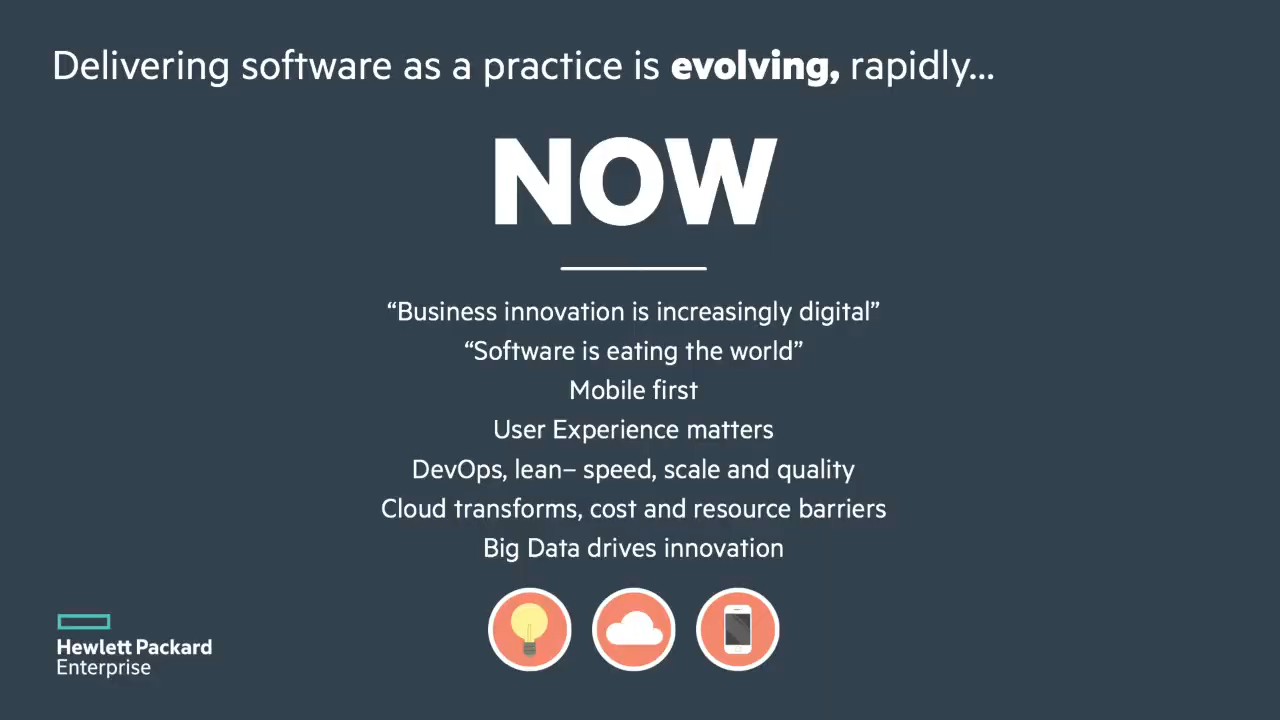 Delivering software as a practice is evolving, rapidly...
NOW
“Business innovation is increasingly digital”
“Software is eating the world”
Mobile first
User Experience matters
DevOps, lean– speed, scale and quality
Cloud transforms, cost and resource barriers
Big Data drives innovation
Hewlett Packard
Enterprise